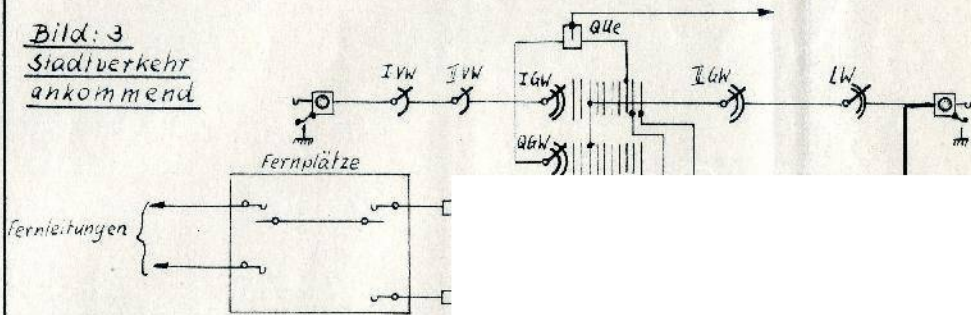 Bild: 3
Stadtverkehr
ankommend
I VW
II VW
I GW
QUe
II GW
LW
QGW
Fernplätze
Fernleitungen